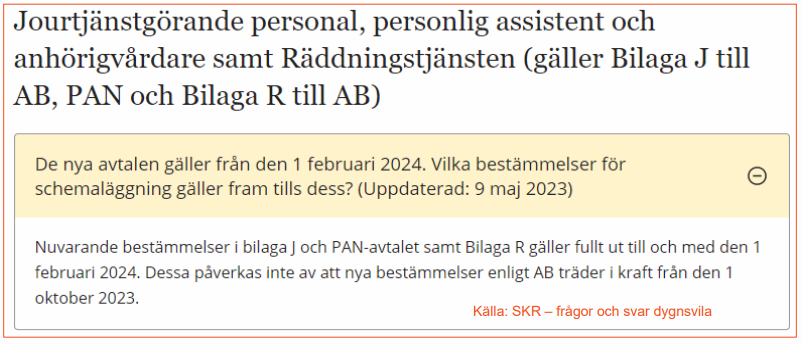 Jourtjänstgörande personal, personlig assistent och
anhörigvårdare samt Räddningstjänsten (gäller Bilaga J till
AB, PAN och Bilaga R till AB)
De nya avtalen gäller från den 1 februari 2024. Vilka bestämmelser för
schemaläggning gäller fram tills dess? (Uppdaterad: 9 maj 2023)
Nuvarande bestämmelser i bilaga J och PAN-avtalet samt Bilaga R gäller fullt ut till och med den 1
februari 2024. Dessa påverkas inte av att nya bestämmelser enligt AB träder i kraft från den 1
oktober 2023.
Källa: SKR – frågor och svar dygnsvila